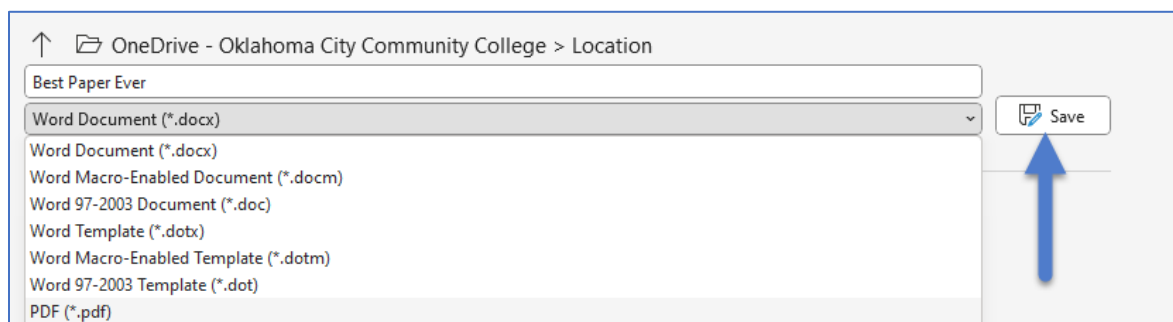 OneDrive - Oklahoma City Community College > Location
Best Paper Ever
Word Document (*.docx)
Save
Word Document (*.docx)
Word Macro-Enabled Document (*.docm)
Word 97-2003 Document (*.doc)
Word Template (*.dotx)
Word Macro-Enabled Template (*.dotm)
Word 97-2003 Template (*.dot)
PDF (*.pdf)